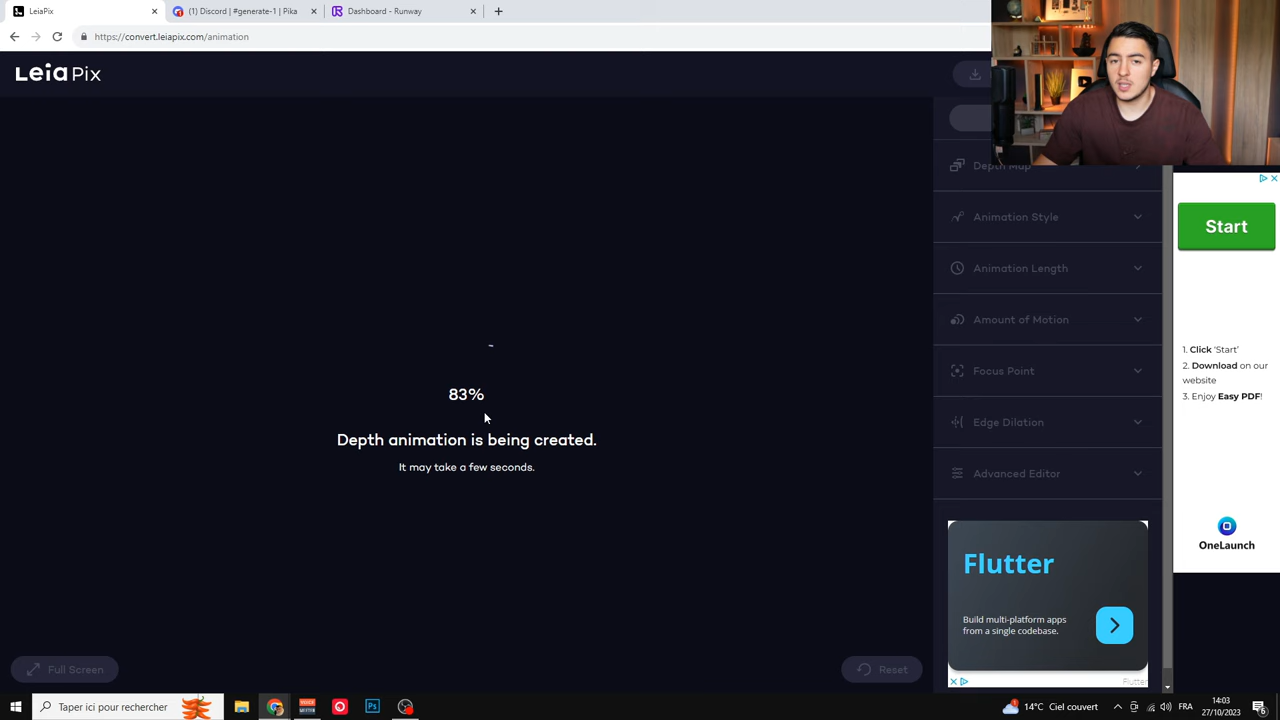 LeiaPix
(1) Discord | #generate-1 | Pika
Dashboard - Runway
https://convert.leiapix.com/animation
Leia Pix
Depth Map
Animation Style
Animation Length
Amount of Motion
Focus Point
Edge Dilation
Advanced Editor
83%
Depth animation is being created.
It may take a few seconds.
Full Screen
Reset
Start
1. Click 'Start'
2. Download on our
website
3. Enjoy Easy PDF!
OneLaunch
Flutter
Build multi-platform apps
from a single codebase.
Flutter
Taper ici pour rechercher
Ps
14°C Ciel couvert
FRA
14:03
27/10/2023